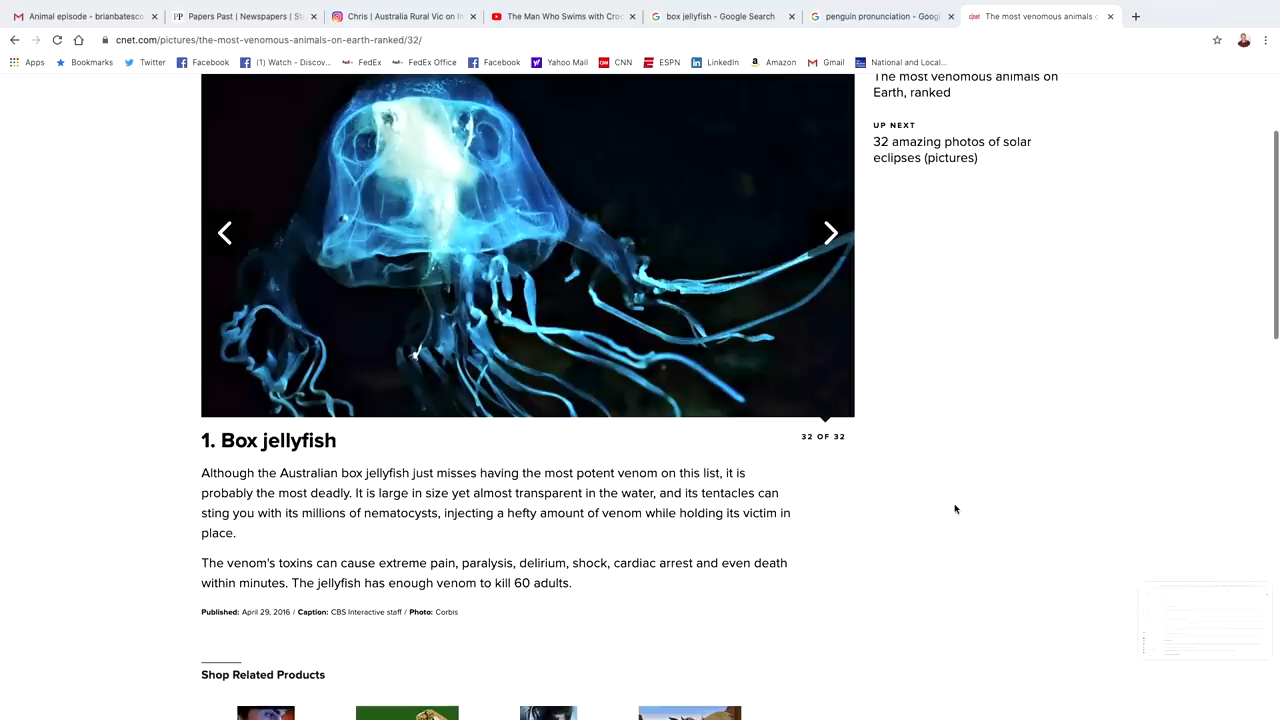 Animal episode - brianbatesco
Papers Past | Newspapers | St
Chris | Australia Rural Vic on In
The Man Who Swims with Croc
box jellyfish - Google Search
penguin pronunciation - Googl
The most venomous animals o
cnet.com/pictures/the-most-venomous-animals-on-earth-ranked/32/
Apps Bookmarks Twitter Facebook (1) Watch - Discov... FedEx FedEx Office Facebook Yahoo Mail CNN ESPN LinkedIn Amazon Gmail National and Local...
The most venomous animals on
Earth, ranked
UP NEXT
32 amazing photos of solar
eclipses (pictures)
32 OF 32
1. Box jellyfish
Although the Australian box jellyfish just misses having the most potent venom on this list, it is
probably the most deadly. It is large in size yet almost transparent in the water, and its tentacles can
sting you with its millions of nematocysts, injecting a hefty amount of venom while holding its victim in
place.
The venom's toxins can cause extreme pain, paralysis, delirium, shock, cardiac arrest and even death
within minutes. The jellyfish has enough venom to kill 60 adults.
Published: April 29, 2016 / Caption: CBS Interactive staff / Photo: Corbis
Shop Related Products